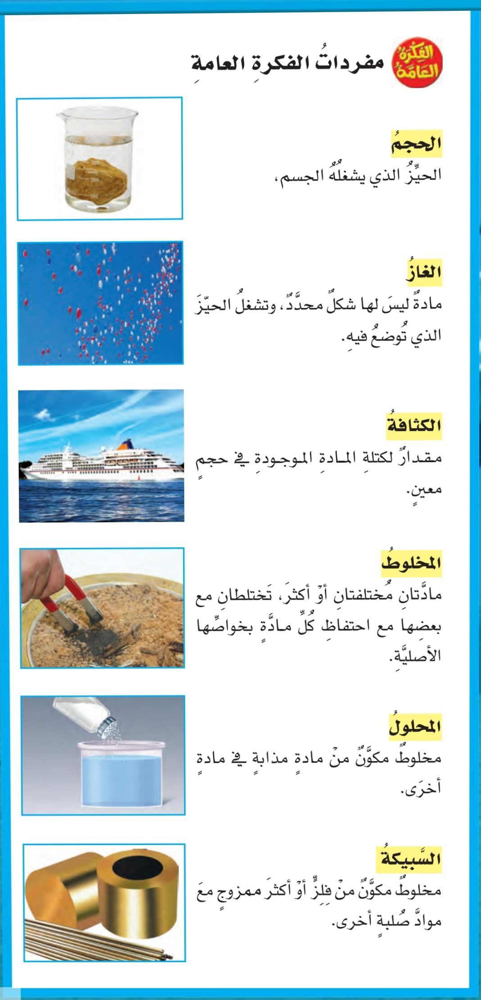 الفِكْرَةُ
العَامَّةُ
مفرداتُ الفكرةِ العامةِ
الحجمُ
الحيِّزُ الذي يشغلُهُ الجسم،
300
200
100
الغازُ
مادةٌ ليسَ لها شكلٌ محدَّدٌ، وتشغلُ الحيّزَ
الذي تُوضعُ فيهِ.
الكثافةُ
مقدارٌ لكتلةِ المادةِ الموجودةِ في حجمٍ
معينٍ.
المخلوطُ
مادَّتانِ مُختلفتانِ أوْ أكثرَ، تَختلطانِ مع
بعضِها مع احتفاظِ كُلِّ مادَّةٍ بخواصِّها
الأصليَّةِ.
المحلولُ
مخلوطٌ مكوَّنٌ منْ مادةٍ مذابةٍ في مادةٍ
أخرَى.
السَّبيكةُ
مخلوطٌ مكوَّنٌ منْ فِلِزٍّ أوْ أكثرَ ممزوجٍ معَ
موادَّ صُلبةٍ أخرى.